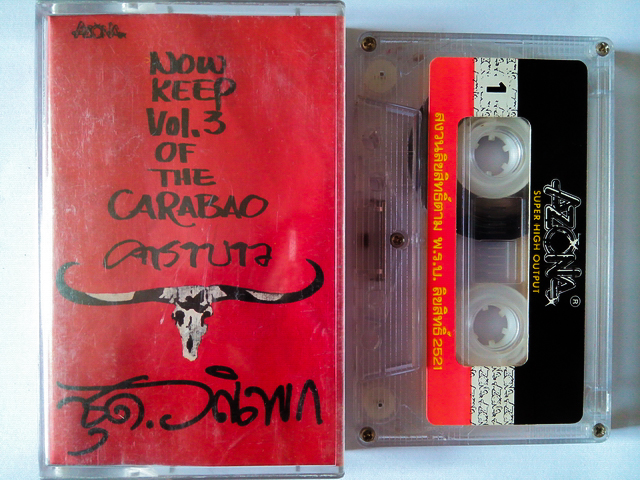 AZONA
NOW
KEEP
Vol.3
OF
THE
CARABAO
คาราบาว
ชุด.วณิพก
1
AZONA ®
SUPER HIGH OUTPUT
สงวนลิขสิทธิ์ตาม พ.ร.บ. ลิขสิทธิ์ 2521